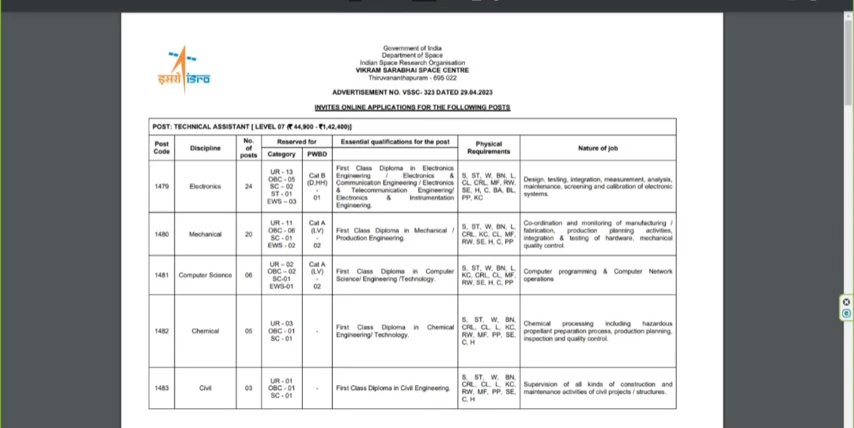 Government of India
Department of Space
Indian Space Research Organisation
VIKRAM SARABHAI SPACE CENTRE
Thiruvananthapuram - 695 022
इसरो isro
ADVERTISEMENT NO. VSSC- 323 DATED 29.04.2023
INVITES ONLINE APPLICATIONS FOR THE FOLLOWING POSTS
POST: TECHNICAL ASSISTANT [ LEVEL 07 (₹ 44,900 - ₹1,42,400)]
Post Code | Discipline | No. of posts | Reserved for | Essential qualifications for the post | Physical Requirements | Nature of job
Category | PWBD
1479 | Electronics | 24
UR - 13
OBC - 05
SC – 02
ST - 01
EWS – 03
Cat B
(D,HH)
-
01
First Class Diploma in Electronics
Engineering / Electronics &
Communication Engineering / Electronics
& Telecommunication Engineering/
Electronics & Instrumentation
Engineering.
S, ST, W, BN, L,
CL, CRL, MF, RW,
SE, H, C, BA, BL,
PP, KC
Design, testing, integration, measurement, analysis,
maintenance, screening and calibration of electronic
systems.
1480 | Mechanical | 20
UR - 11
OBC - 06
SC - 01
EWS - 02
Cat A
(LV)
-
02
First Class Diploma in Mechanical /
Production Engineering.
S, ST, W, BN, L,
CRL, KC, CL, MF,
RW, SE, H, C, PP
Co-ordination and monitoring of manufacturing /
fabrication, production planning activities,
integration & testing of hardware, mechanical
quality control.
1481 | Computer Science | 06
UR – 02
OBC – 02
SC-01
EWS-01
Cat A
(LV)
-
02
First Class Diploma in Computer
Science/ Engineering /Technology.
S, ST, W, BN, L,
KC, CRL, CL, MF,
RW, SE, H, C, PP
Computer programming & Computer Network
operations
1482 | Chemical | 05
UR - 03
OBC - 01
SC - 01
-
First Class Diploma in Chemical
Engineering/ Technology.
S, ST, W, BN,
CRL, CL, L, KC,
RW, MF, PP, SE,
C, H
Chemical processing including hazardous
propellant preparation process, production planning,
inspection and quality control.
1483 | Civil | 03
UR - 01
OBC - 01
SC - 01
-
First Class Diploma in Civil Engineering.
S, ST, W, BN,
CRL, CL, L, KC,
RW, MF, PP, SE,
C, H
Supervision of all kinds of construction and
maintenance activities of civil projects / structures.